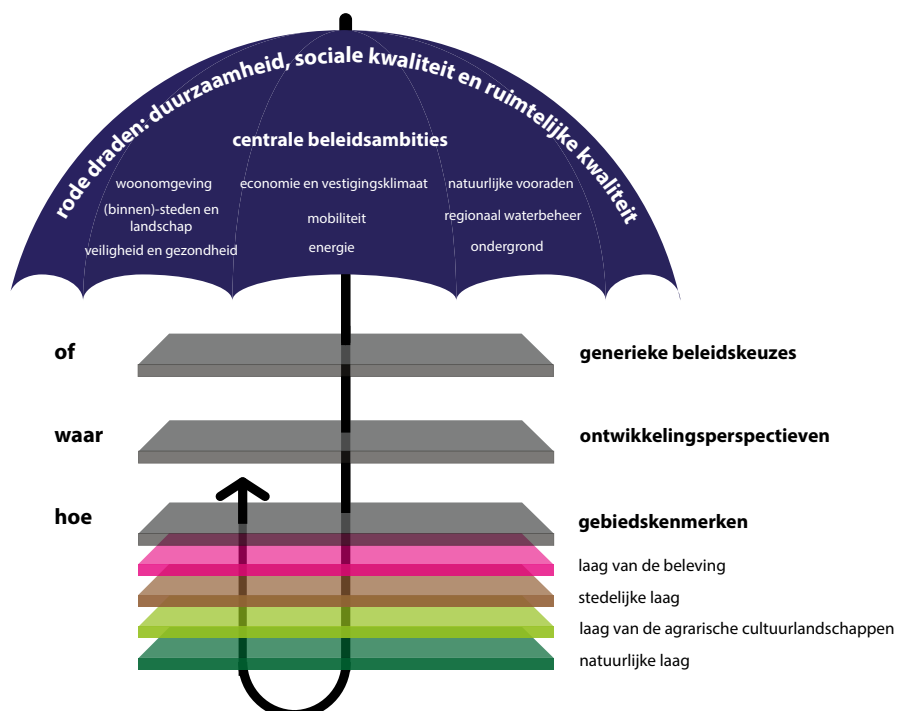 rode draden: duurzaamheid, sociale kwaliteit en ruimtelijke kwaliteit
centrale beleidsambities
woonomgeving
(binnen)-steden en
landschap
veiligheid en gezondheid
economie en vestigingsklimaat
mobiliteit
energie
natuurlijke vooraden
regionaal waterbeheer
ondergrond
of
generieke beleidskeuzes
waar
ontwikkelingsperspectieven
hoe
gebiedskenmerken
laag van de beleving
stedelijke laag
laag van de agrarische cultuurlandschappen
natuurlijke laag